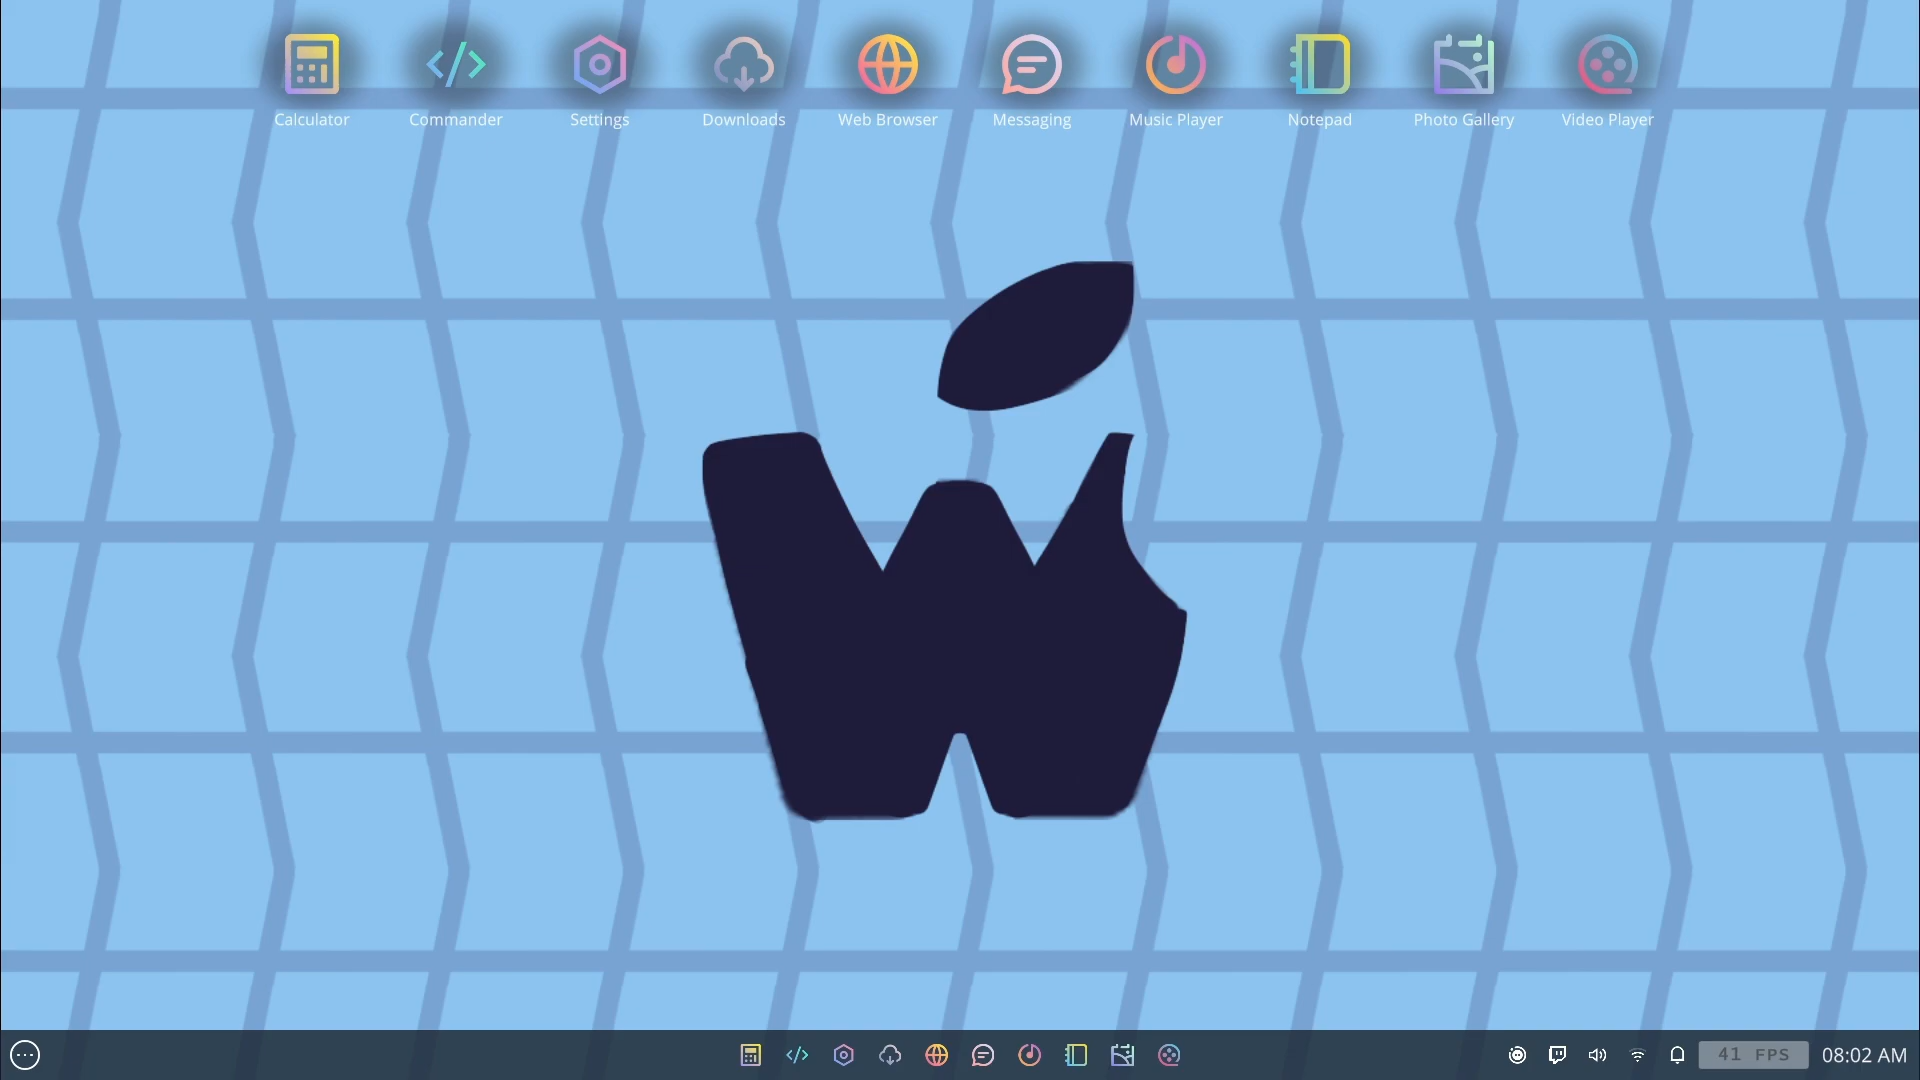 Calculator
Commander
Settings
Downloads
Web Browser
Messaging
Music Player
Notepad
Photo Gallery
Video Player
41 FPS
08:02 AM